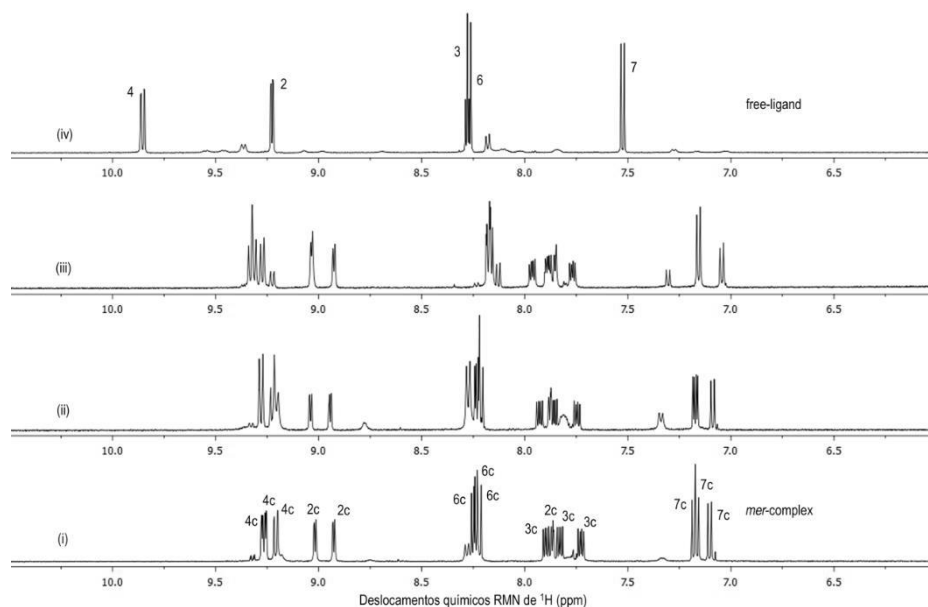 3
4
2
6
7
free-ligand
(iv)
10.0 9.5 9.0 8.5 8.0 7.5 7.0 6.5
(iii)
10.0 9.5 9.0 8.5 8.0 7.5 7.0 6.5
(ii)
10.0 9.5 9.0 8.5 8.0 7.5 7.0 6.5
4c 4c 4c 2c 2c 6c 6c 6c 3c 2c 3c 3c 7c 7c 7c
mer-complex
(i)
10.0 9.5 9.0 8.5 8.0 7.5 7.0 6.5
Deslocamentos químicos RMN de ¹H (ppm)